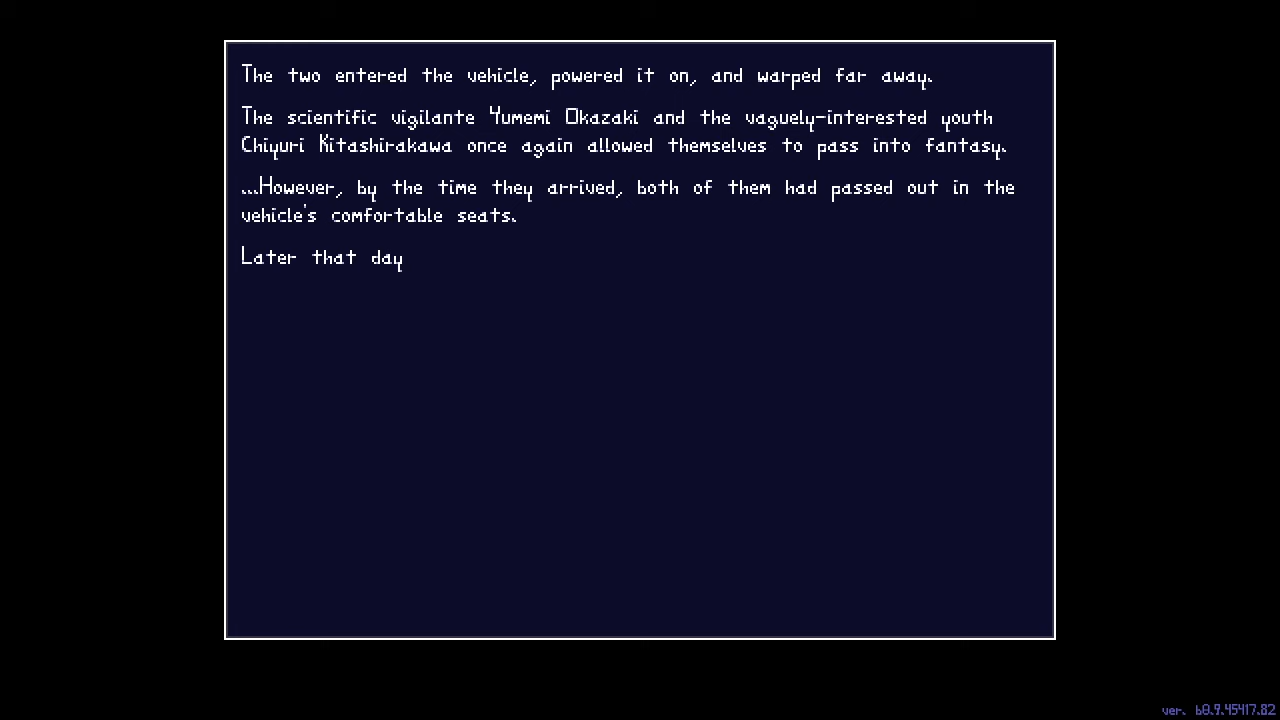 The two entered the vehicle, powered it on, and warped far away.
The scientific vigilante Yumemi Okazaki and the vaguely-interested youth
Chiyuri Kitashirakawa once again allowed themselves to pass into fantasy.
...However, by the time they arrived, both of them had passed out in the
vehicle's comfortable seats.
Later that day
ver. b0.9.45417.82